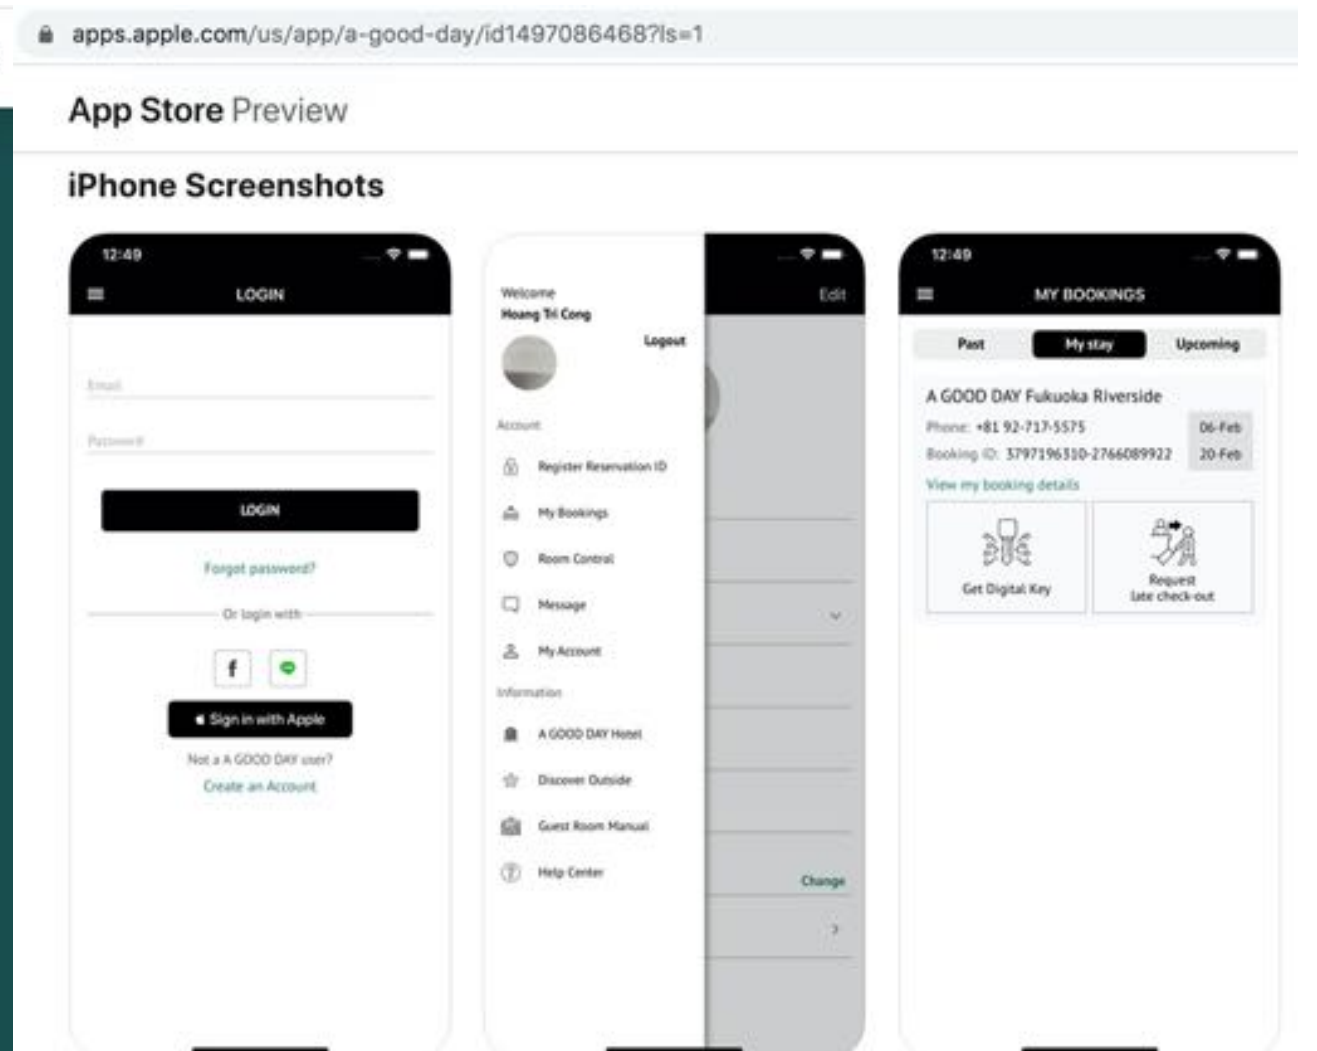 apps.apple.com/us/app/a-good-day/id1497086468?ls=1
App Store Preview
iPhone Screenshots
12:49
LOGIN
Email
Password
LOGIN
Forgot password?
Or login with
f
Sign in with Apple
Not a A GOOD DAY user?
Create an Account
Edit
Welcome
Hoang Tri Cong
Logout
Account
Register Reservation ID
My Bookings
Room Control
Message
My Account
Information
A GOOD DAY Hotel
Discover Outside
Guest Room Manual
Help Center
Change
12:49
MY BOOKINGS
Past My stay Upcoming
A GOOD DAY Fukuoka Riverside
Phone: +81 92-717-5575 06-Feb
Booking ID: 3797196310-2766089922 20-Feb
View my booking details
Get Digital Key
Request
late check-out